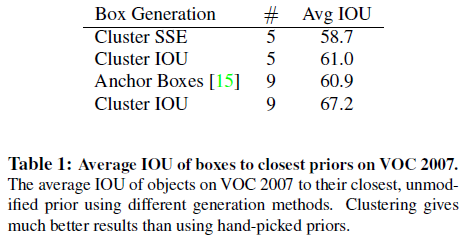 Box Generation # Avg IOU
Cluster SSE 5 58.7
Cluster IOU 5 61.0
Anchor Boxes [15] 9 60.9
Cluster IOU 9 67.2
Table 1: Average IOU of boxes to closest priors on VOC 2007.
The average IOU of objects on VOC 2007 to their closest, unmod-
ified prior using different generation methods. Clustering gives
much better results than using hand-picked priors.